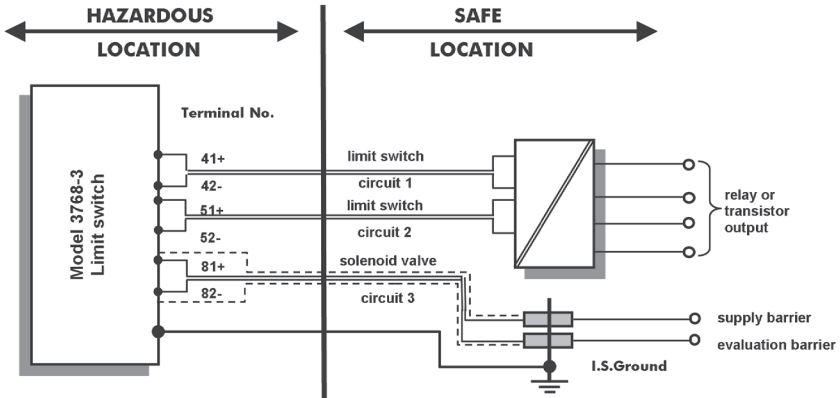 HAZARDOUS SAFE
LOCATION LOCATION
Terminal No.
Model 3768-3
Limit switch
41+ limit switch
42- circuit 1
51+ limit switch
52- circuit 2
81+ solenoid valve
82- circuit 3
relay or
transistor
output
supply barrier
evaluation barrier
I.S.Ground